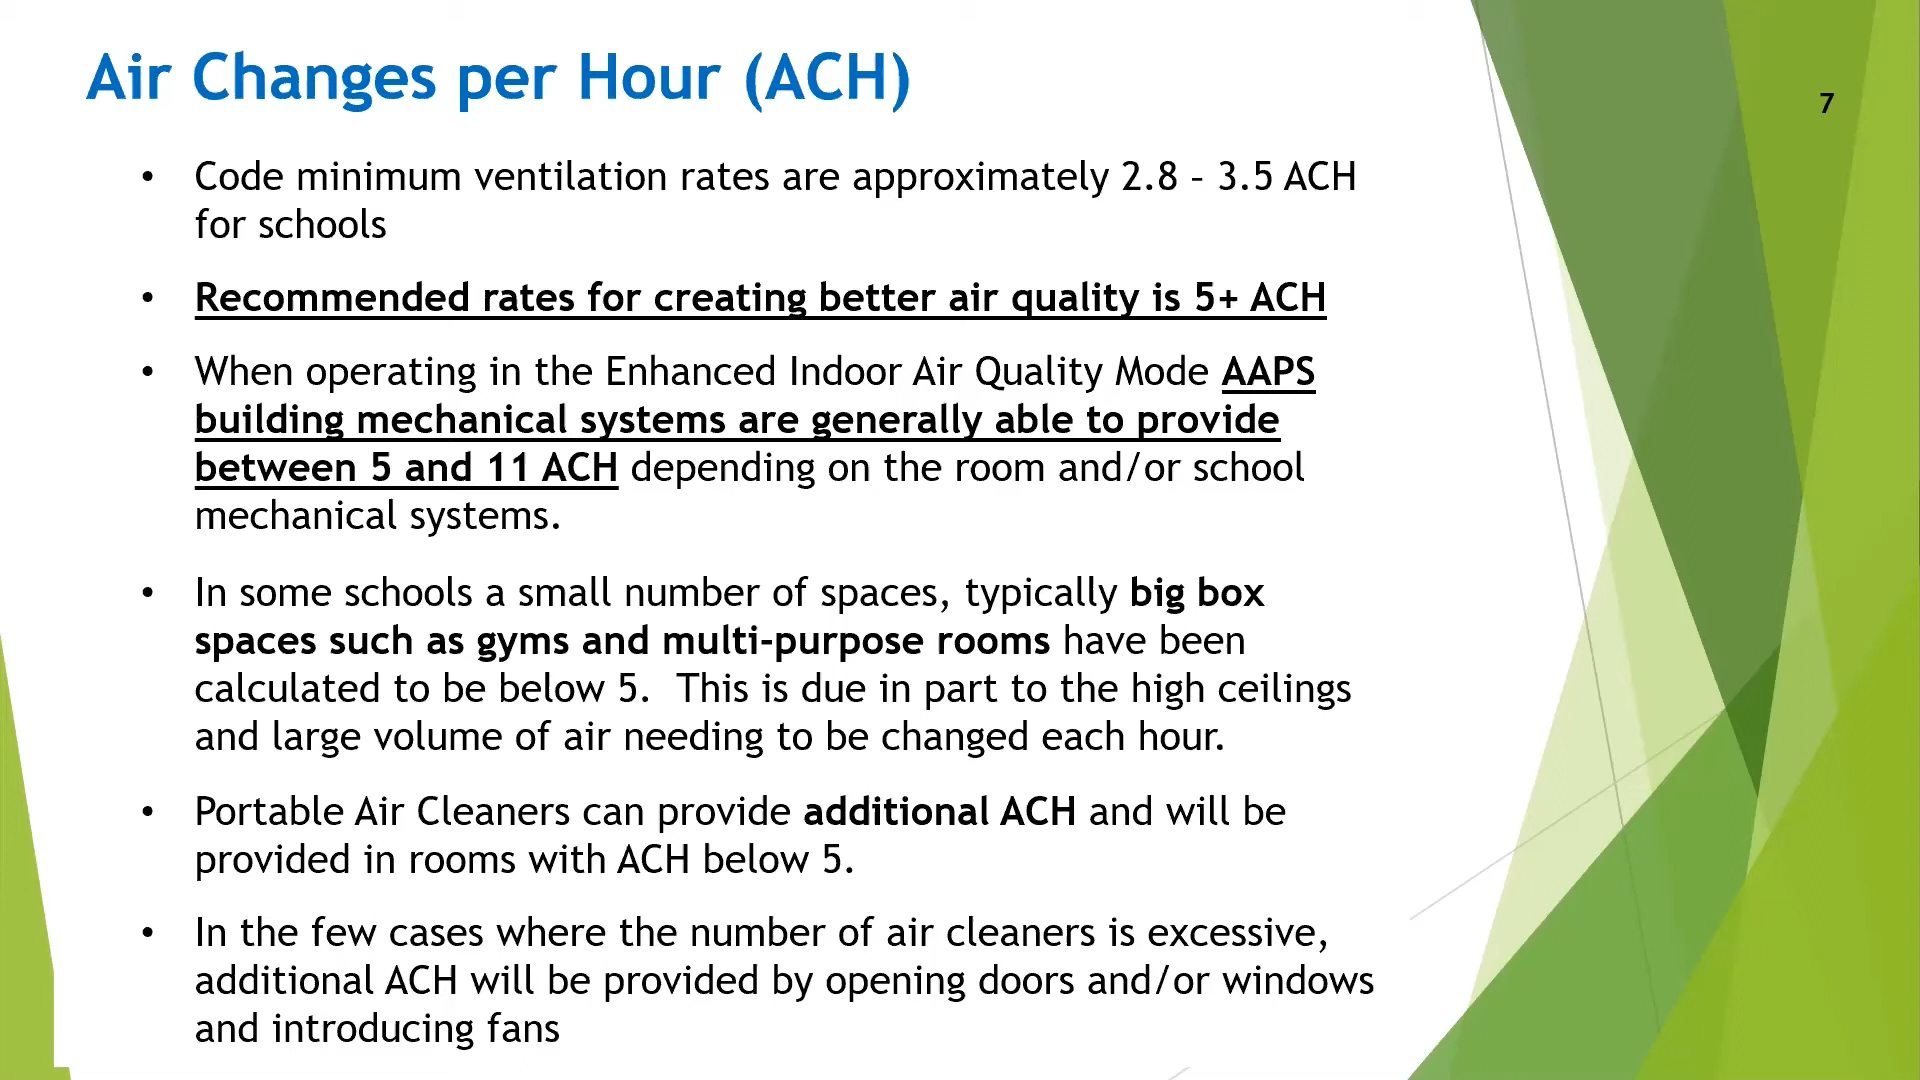 Air Changes per Hour (ACH)
7
• Code minimum ventilation rates are approximately 2.8 – 3.5 ACH
for schools
• Recommended rates for creating better air quality is 5+ ACH
• When operating in the Enhanced Indoor Air Quality Mode AAPS
building mechanical systems are generally able to provide
between 5 and 11 ACH depending on the room and/or school
mechanical systems.
• In some schools a small number of spaces, typically big box
spaces such as gyms and multi-purpose rooms have been
calculated to be below 5.  This is due in part to the high ceilings
and large volume of air needing to be changed each hour.
• Portable Air Cleaners can provide additional ACH and will be
provided in rooms with ACH below 5.
• In the few cases where the number of air cleaners is excessive,
additional ACH will be provided by opening doors and/or windows
and introducing fans